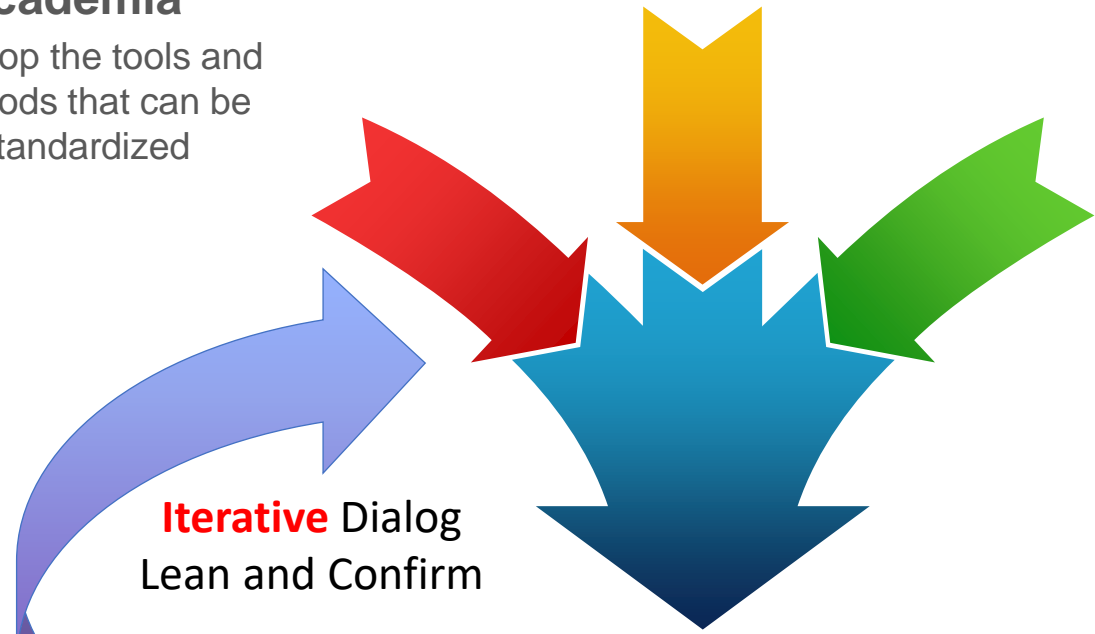 cademia
op the tools and
ods that can be
tandardized
Iterative Dialog
Lean and Confirm